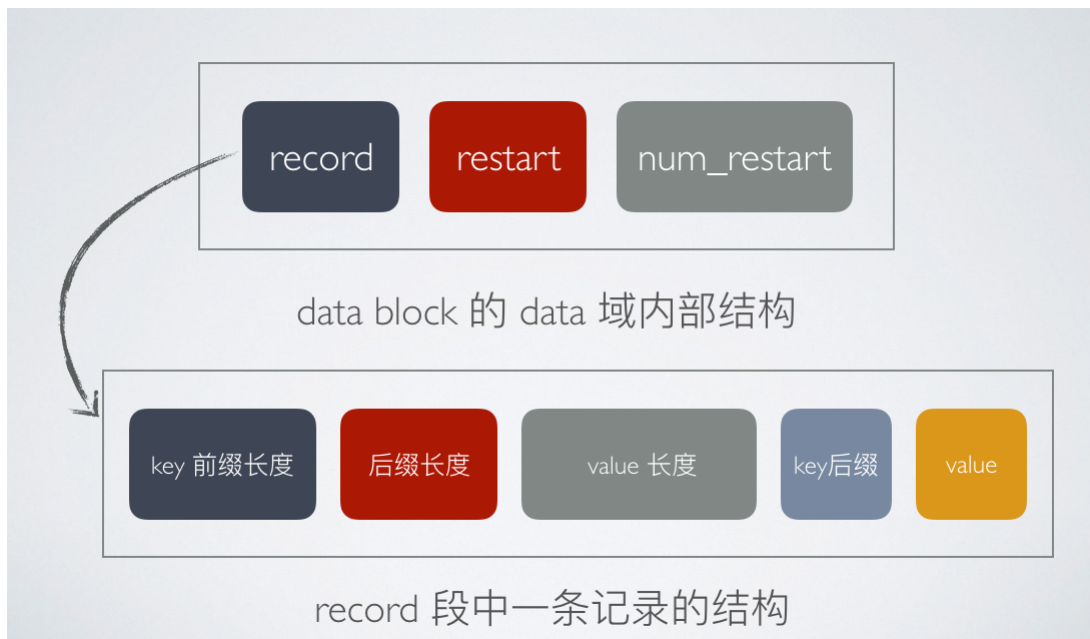 record restart num_restart
data block 的 data 域内部结构
key 前缀长度 后缀长度 value 长度 key后缀 value
record 段中一条记录的结构